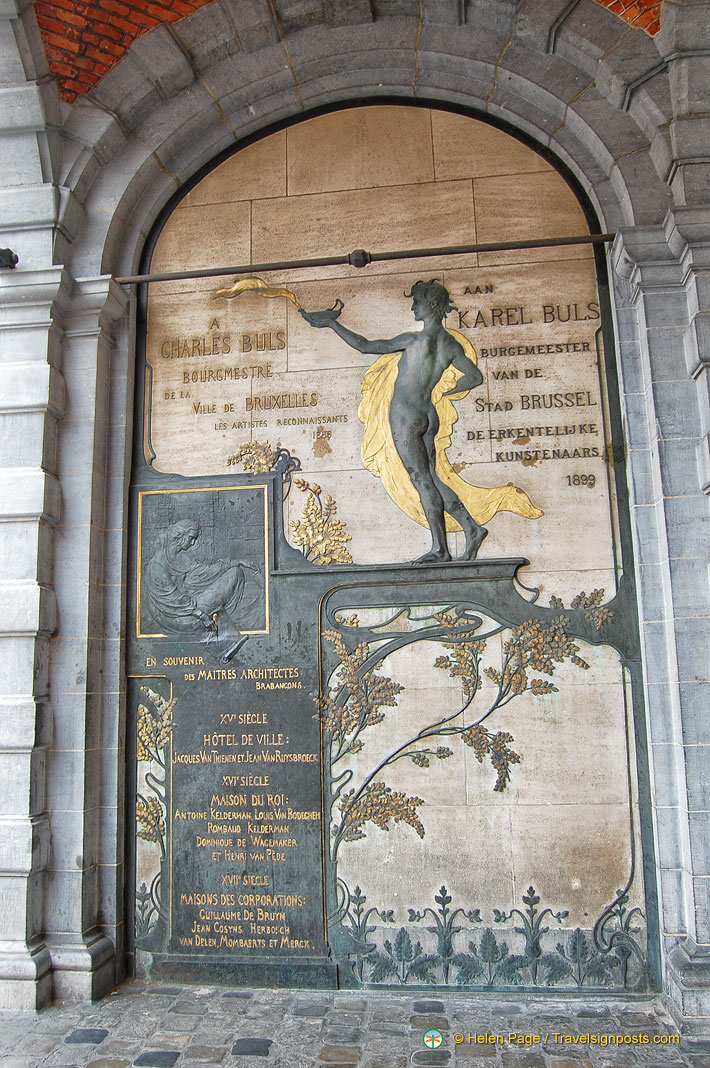 A
CHARLES BULS
BOURGMESTRE
DE LA
VILLE DE BRUXELLES
LES ARTISTES RECONNAISSANTS
AAN
KAREL BULS
BURGEMEESTER
VAN DE
STAD BRUSSEL
DE ERKENTELIJKE
KUNSTENAARS
1899
EN SOUVENIR
DES MAITRES ARCHITECTES
BRABANÇONS.
XVE SIÈCLE
HÔTEL DE VILLE:
JACQUES VAN THIENEN ET JEAN VAN RUYSBROECK
XVIE SIÈCLE
MAISON DU ROI:
ANTOINE KELDERMAN, LOUIS VAN BODEGHEM
ROMBAUD KELDERMAN,
DOMINIQUE DE WAGEMAKER
ET HENRI VAN PÈDE
XVIIE SIÈCLE
MAISONS DES CORPORATIONS:
GUILLAUME DE BRUYN
JEAN COSYNS HERBOSCH
VAN DELEN, MOMBAERTS ET MERCK.
© Helen Page / Travelsignposts.com